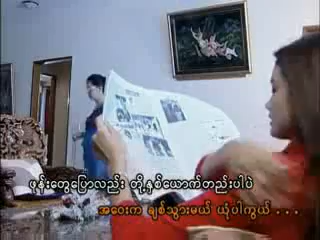 ဖုန်းတွေပြောလည်း တို့နှစ်ယောက်တည်းပါပဲ
အဝေးက ချစ်သွားမယ် ယုံပါကွယ် . . .